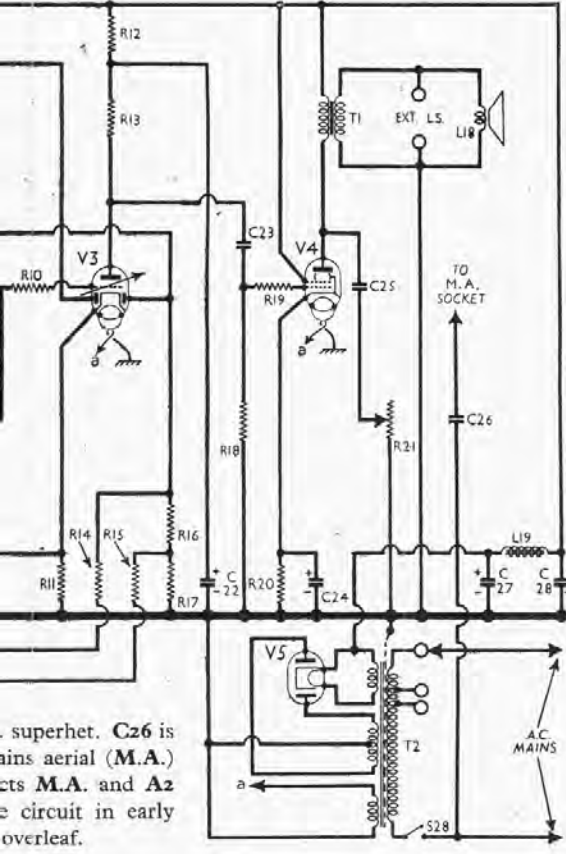 R12
R13
T1
EXT. L.S.
L18
C23
V3
V4
R10
R19
C25
TO
M.A.
SOCKET
a
a
R18
R21
C26
R14
R15
R16
L19
R11
R17
C
22
R20
C24
C
27
C
28
V5
T2
A.C.
MAINS
a
S28
. superhet. C26 is
ains aerial (M.A.)
cts M.A. and A2
e circuit in early
overleaf.